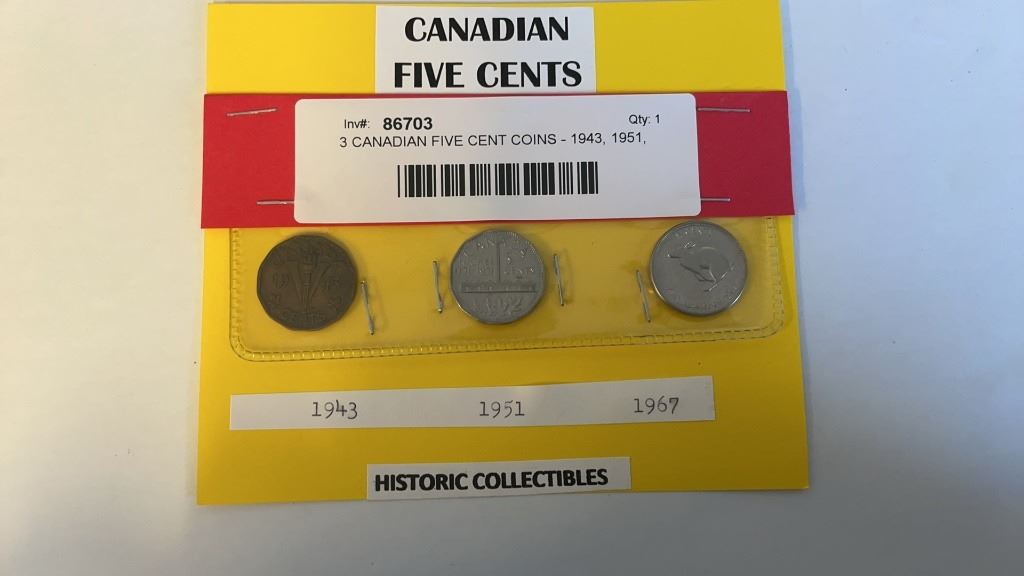 CANADIAN
FIVE CENTS
Inv#: 86703 Qty: 1
3 CANADIAN FIVE CENT COINS - 1943, 1951,
1943 1951 1967
HISTORIC COLLECTIBLES